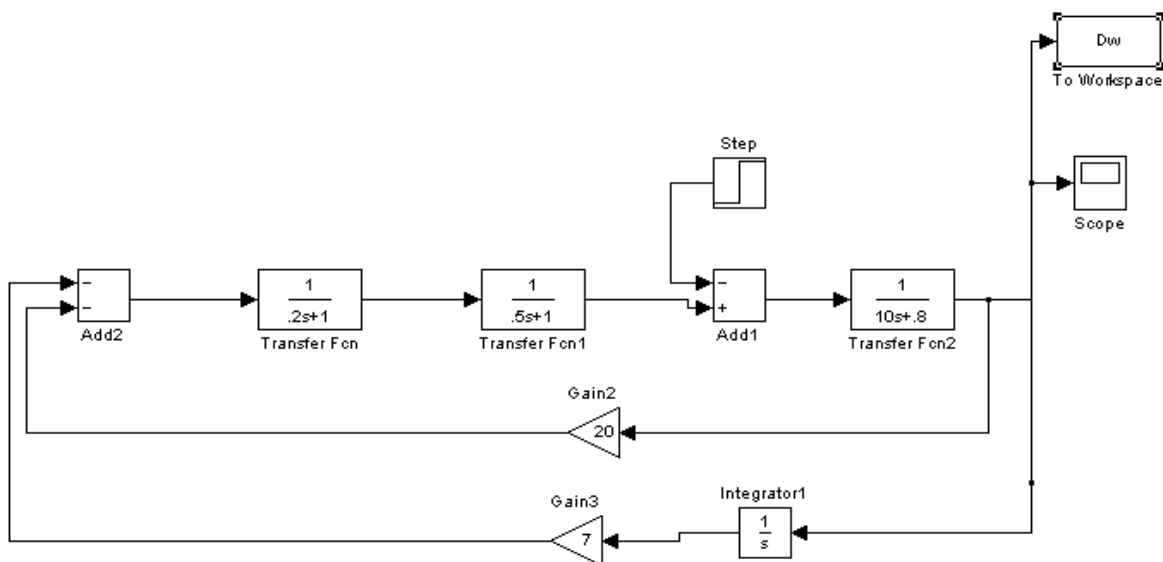 Dw
To Workspace
Step
Scope
−
−
Add2
1
.2s+1
Transfer Fcn
1
.5s+1
Transfer Fcn1
−
+
Add1
1
10s+.8
Transfer Fcn2
Gain2
20
Gain3
7
Integrator1
1
s